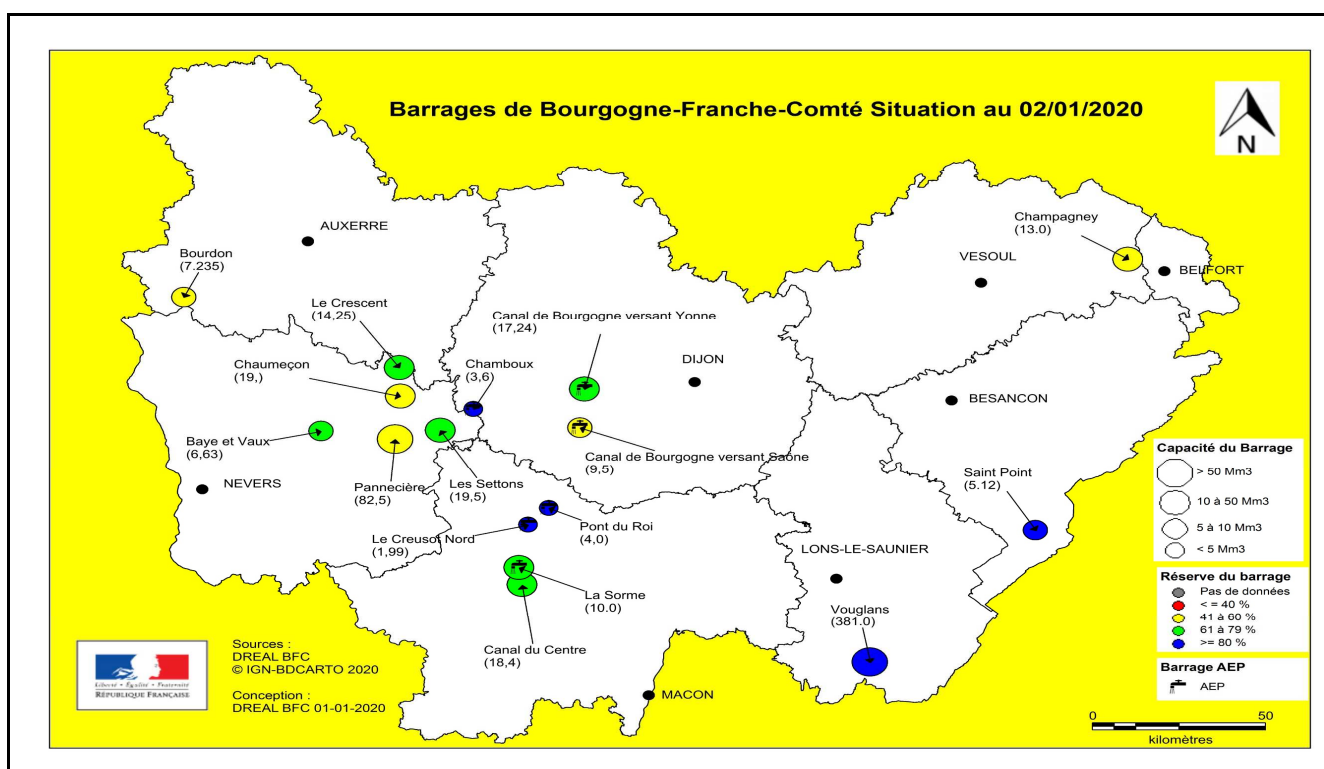 Barrages de Bourgogne-Franche-Comté Situation au 02/01/2020
N
AUXERRE
Bourdon
(7.235)
Le Crescent
(14,25)
Chaumeçon
(19,)
Baye et Vaux
(6,63)
NEVERS
Pannecière
(82,5)
Les Settons
(19,5)
Chamboux
(3,6)
Canal de Bourgogne versant Yonne
(17,24)
DIJON
Canal de Bourgogne versant Saône
(9,5)
Champagney
(13.0)
VESOUL
BELFORT
BESANCON
Saint Point
(5.12)
Le Creusot Nord
(1,99)
Pont du Roi
(4,0)
La Sorme
(10.0)
Canal du Centre
(18,4)
MACON
LONS-LE-SAUNIER
Vouglans
(381.0)
Capacité du Barrage
> 50 Mm3
10 à 50 Mm3
5 à 10 Mm3
< 5 Mm3
Réserve du barrage
Pas de données
< = 40 %
41 à 60 %
61 à 79 %
>= 80 %
Barrage AEP
AEP
0 50
kilomètres
Liberté • Égalité • Fraternité
RÉPUBLIQUE FRANÇAISE
Sources :
DREAL BFC
© IGN-BDCARTO 2020
Conception :
DREAL BFC 01-01-2020